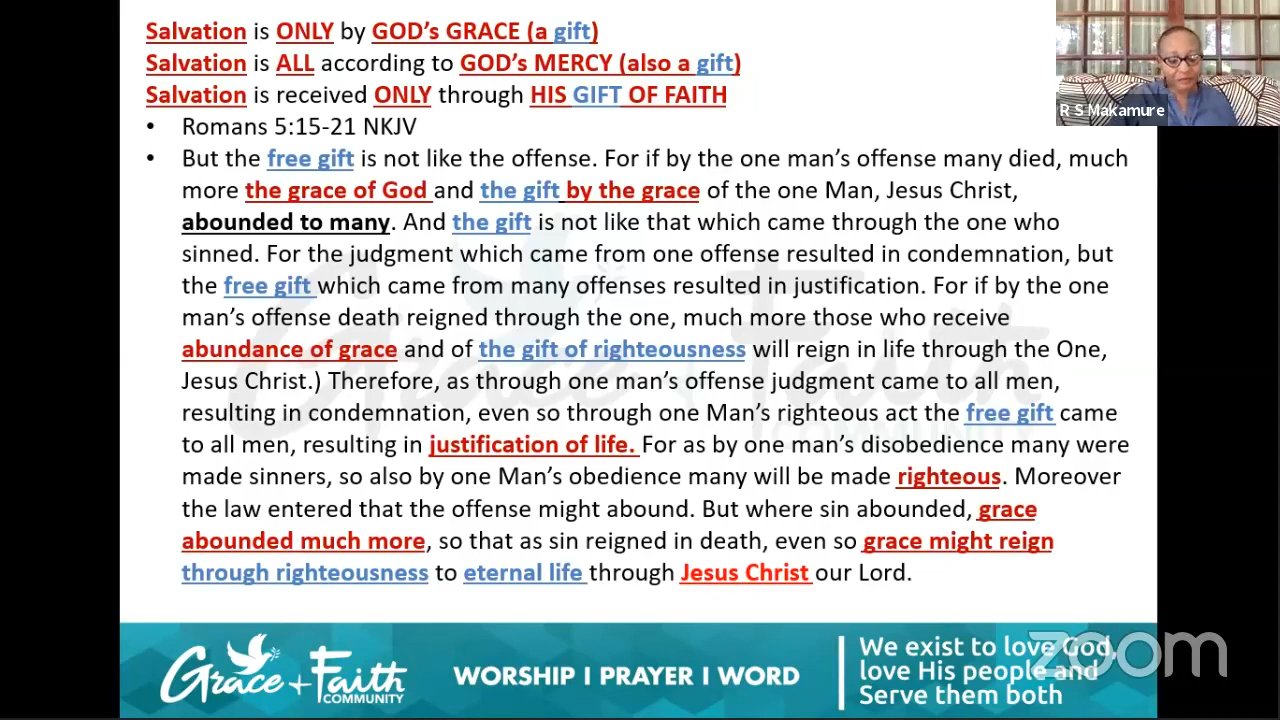 Salvation is ONLY by GOD's GRACE (a gift)
Salvation is ALL according to GOD's MERCY (also a gift)
Salvation is received ONLY through HIS GIFT OF FAITH
• Romans 5:15-21 NKJV
• But the free gift is not like the offense. For if by the one man's offense many died, much
more the grace of God and the gift by the grace of the one Man, Jesus Christ,
abounded to many. And the gift is not like that which came through the one who
sinned. For the judgment which came from one offense resulted in condemnation, but
the free gift which came from many offenses resulted in justification. For if by the one
man's offense death reigned through the one, much more those who receive
abundance of grace and of the gift of righteousness will reign in life through the One,
Jesus Christ.) Therefore, as through one man's offense judgment came to all men,
resulting in condemnation, even so through one Man's righteous act the free gift came
to all men, resulting in justification of life. For as by one man's disobedience many were
made sinners, so also by one Man's obedience many will be made righteous. Moreover
the law entered that the offense might abound. But where sin abounded, grace
abounded much more, so that as sin reigned in death, even so grace might reign
through righteousness to eternal life through Jesus Christ our Lord.
R S Makamure
Grace + Faith
COMMUNITY
Grace + Faith
COMMUNITY
WORSHIP I PRAYER I WORD
We exist to love God,
love His people and
Serve them both
zoom